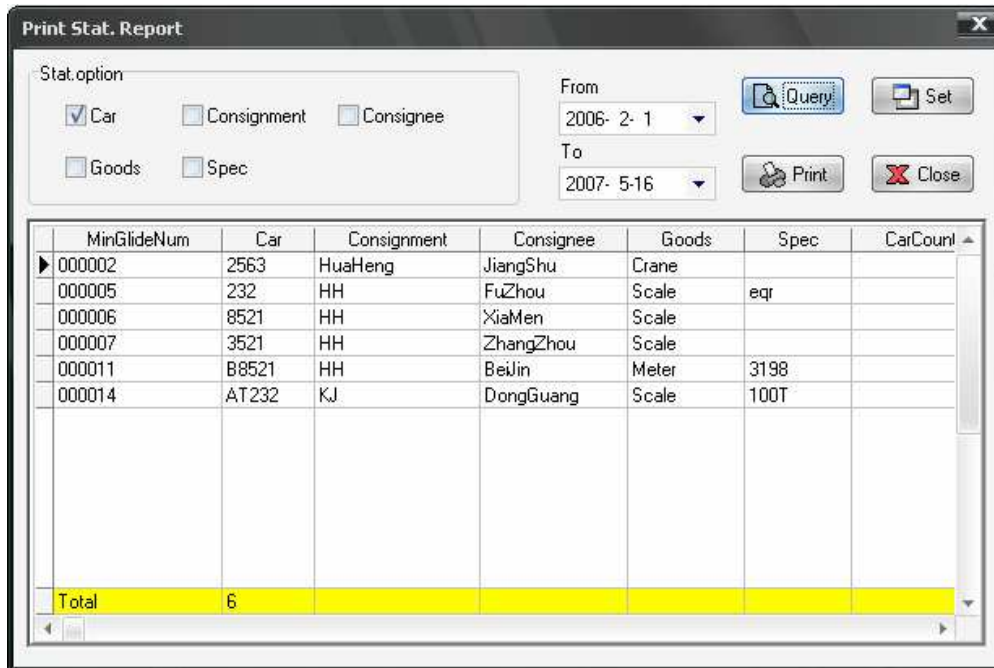 Print Stat. Report
X
Stat.option
Car Consignment Consignee
Goods Spec
From
2006- 2- 1
To
2007- 5-16
Query Set
Print Close
MinGlideNum Car Consignment Consignee Goods Spec CarCount
000002 2563 HuaHeng JiangShu Crane
000005 232 HH FuZhou Scale eqr
000006 8521 HH XiaMen Scale
000007 3521 HH ZhangZhou Scale
000011 B8521 HH BeiJin Meter 3198
000014 AT232 KJ DongGuang Scale 100T
Total 6